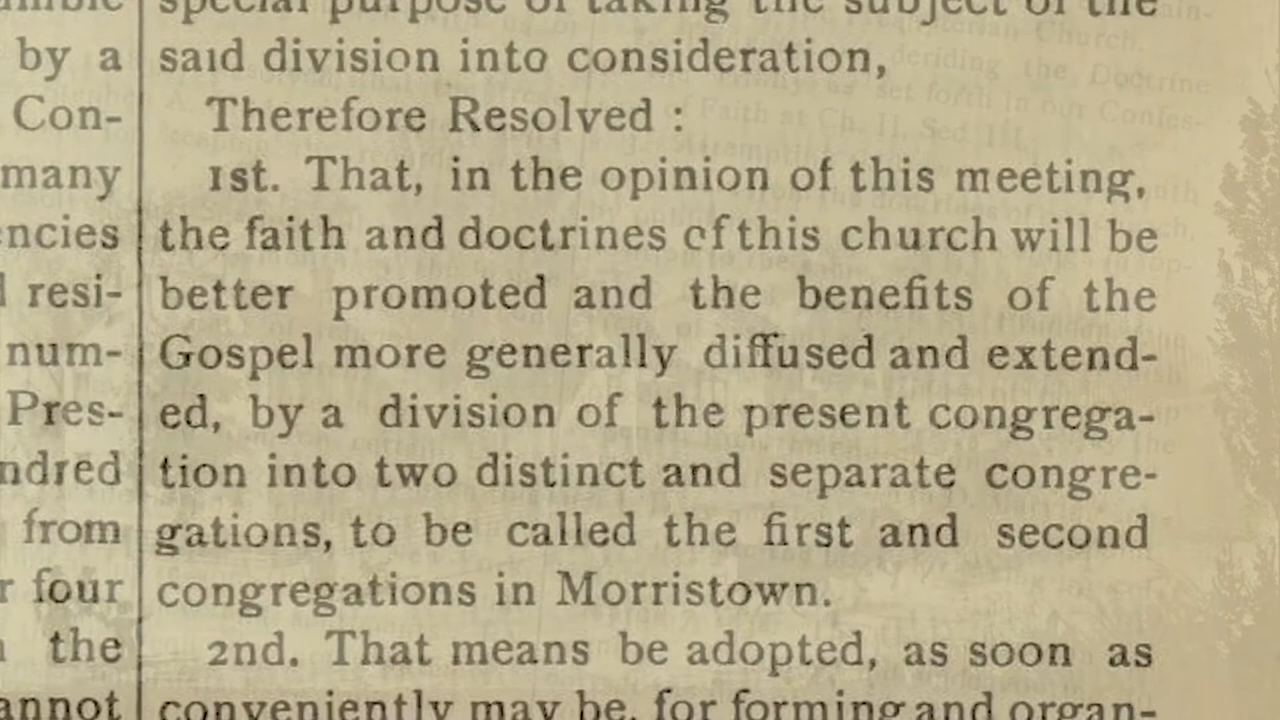 by a
Con-
many
resi-
num-
Pres-
from
four
the
special purpose of taking the subject of the
said division into consideration,
Therefore Resolved :
1st. That, in the opinion of this meeting,
the faith and doctrines of this church will be
better promoted and the benefits of the
Gospel more generally diffused and extend-
ed, by a division of the present congrega-
tion into two distinct and separate congre-
gations, to be called the first and second
congregations in Morristown.
2nd. That means be adopted, as soon as
conveniently may be, for forming and organ-